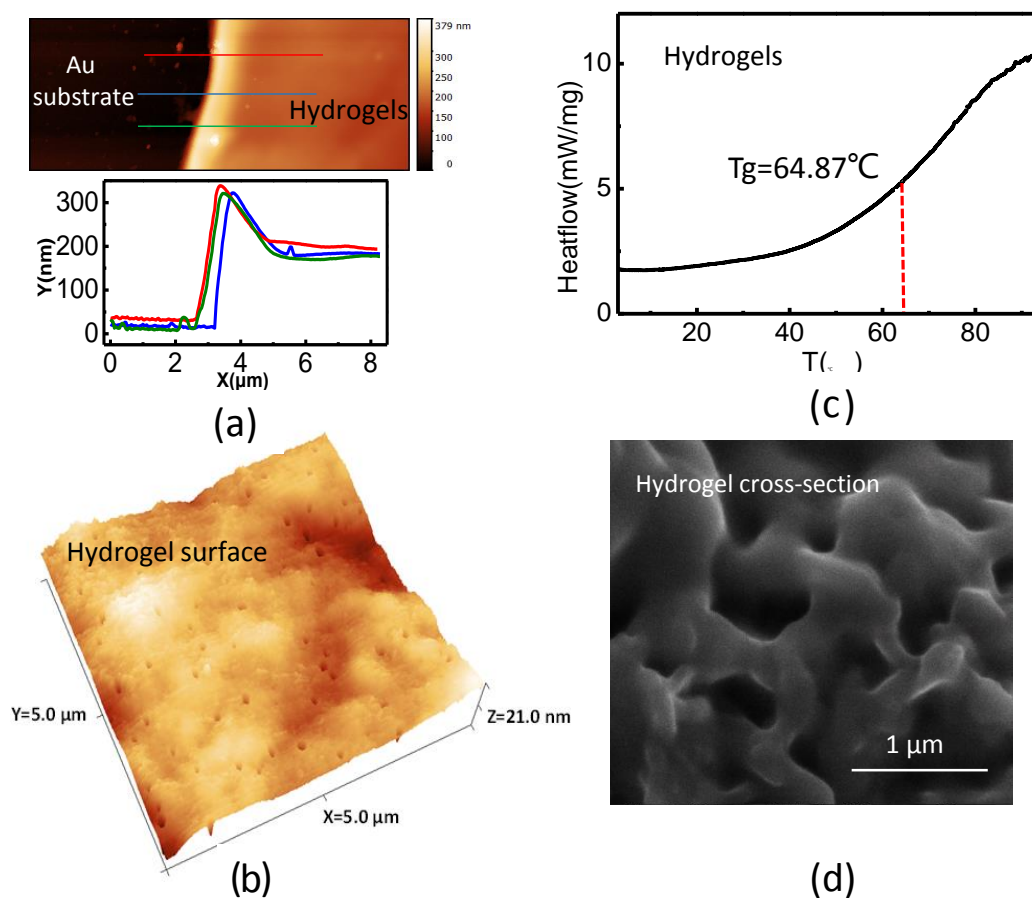 379 nm
300
200
150
100
0
Au
substrate
Hydrogels
300
200
100
0
Y(nm)
0
2
4
6
8
X(μm)
(a)
Hydrogels
10
5
0
Heatflow(mW/mg)
Tg=64.87℃
20
40
60
80
T(
(c)
Hydrogel surface
Y=5.0 μm
Z=21.0 nm
X=5.0 μm
(b)
Hydrogel cross-section
1 μm
(d)